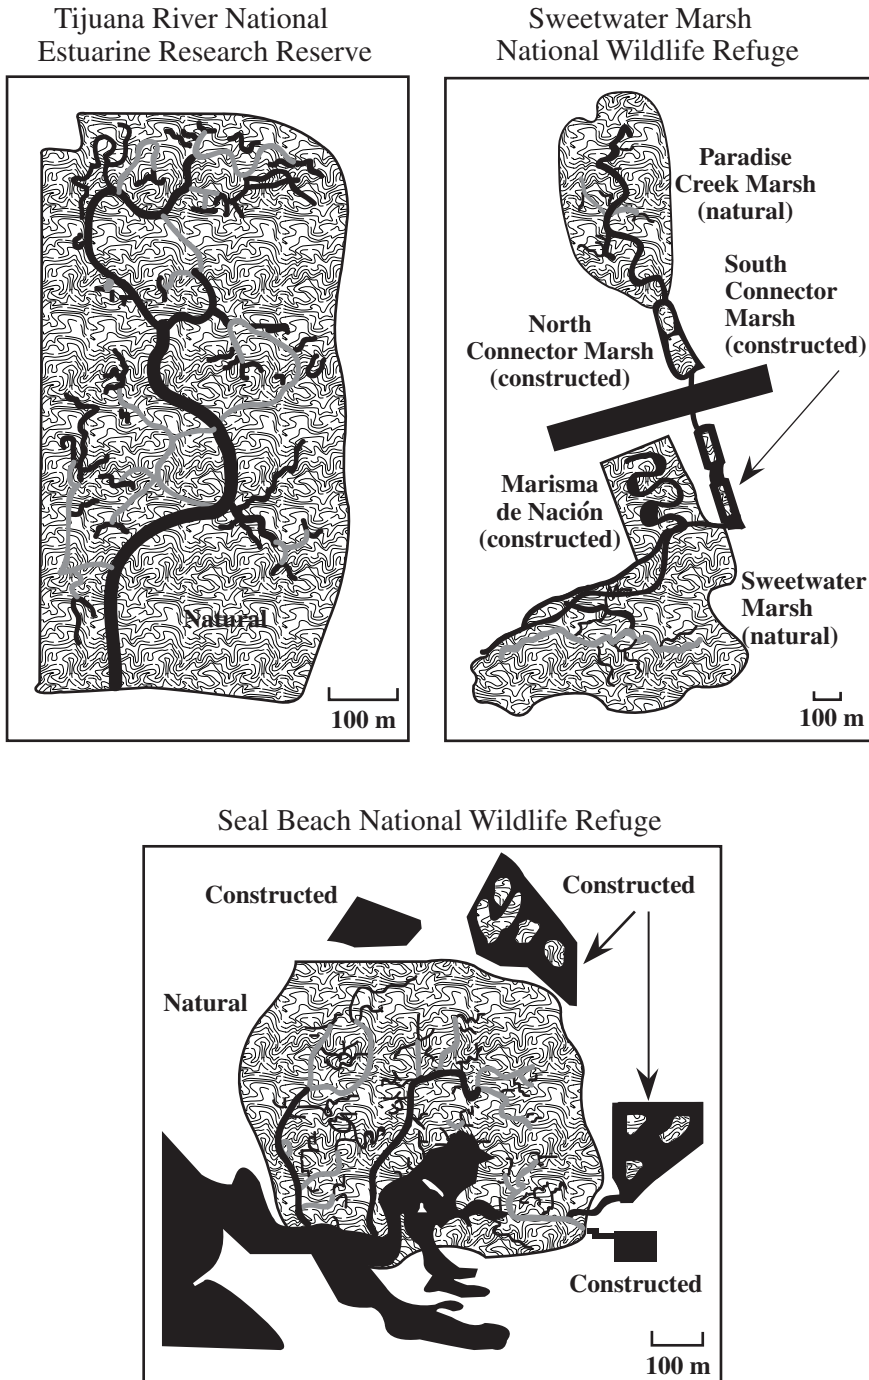 Tijuana River National
Estuarine Research Reserve
Natural
100 m
Sweetwater Marsh
National Wildlife Refuge
Paradise
Creek Marsh
(natural)
South
Connector
Marsh
(constructed)
North
Connector Marsh
(constructed)
Marisma
de Nación
(constructed)
Sweetwater
Marsh
(natural)
100 m
Seal Beach National Wildlife Refuge
Constructed
Constructed
Natural
Constructed
100 m